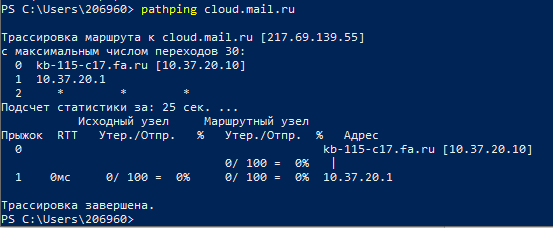 PS C:\Users\206960> pathping cloud.mail.ru
Трассировка маршрута к cloud.mail.ru [217.69.139.55]
с максимальным числом переходов 30:
  0  kb-115-c17.fa.ru [10.37.20.10]
  1  10.37.20.1
  2     *        *        *
Подсчет статистики за: 25 сек. ...
            Исходный узел      Маршрутный узел
Прыжок  RTT    Утер./Отпр.   %   Утер./Отпр.  %   Адрес
  0                                           kb-115-c17.fa.ru [10.37.20.10]
                                0/ 100 =  0%   |
  1    0мс     0/ 100 =  0%     0/ 100 =  0%  10.37.20.1
Трассировка завершена.
PS C:\Users\206960>